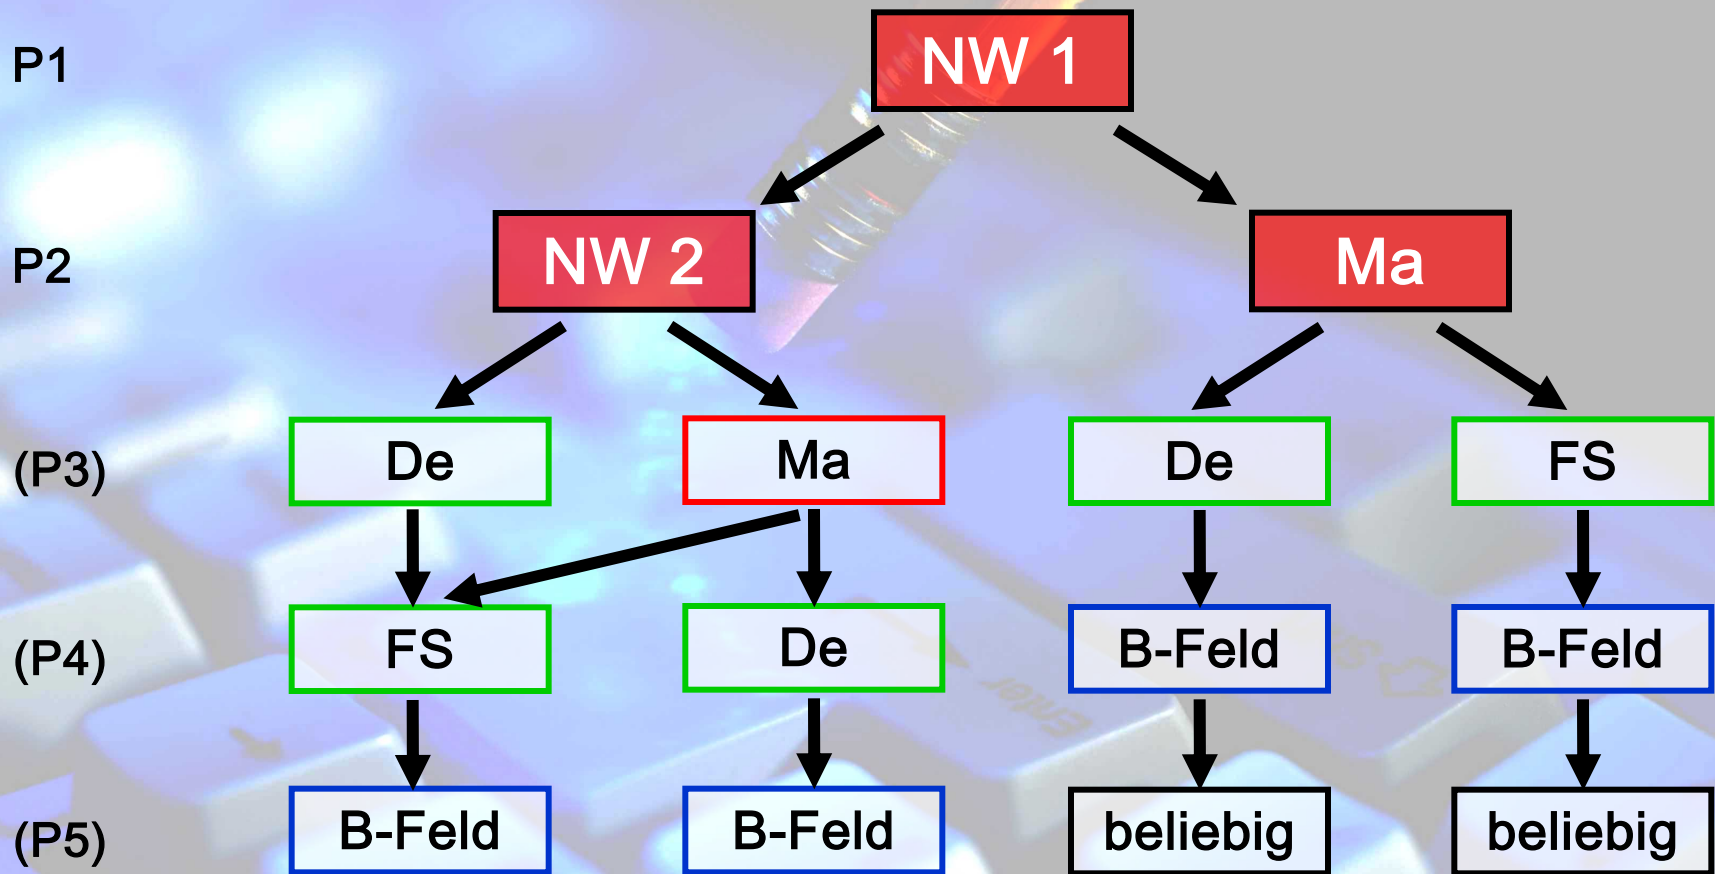 P1 NW 1
P2 NW 2 Ma
(P3) De Ma De FS
(P4) FS De B-Feld B-Feld
Enter
(P5) B-Feld B-Feld beliebig beliebig